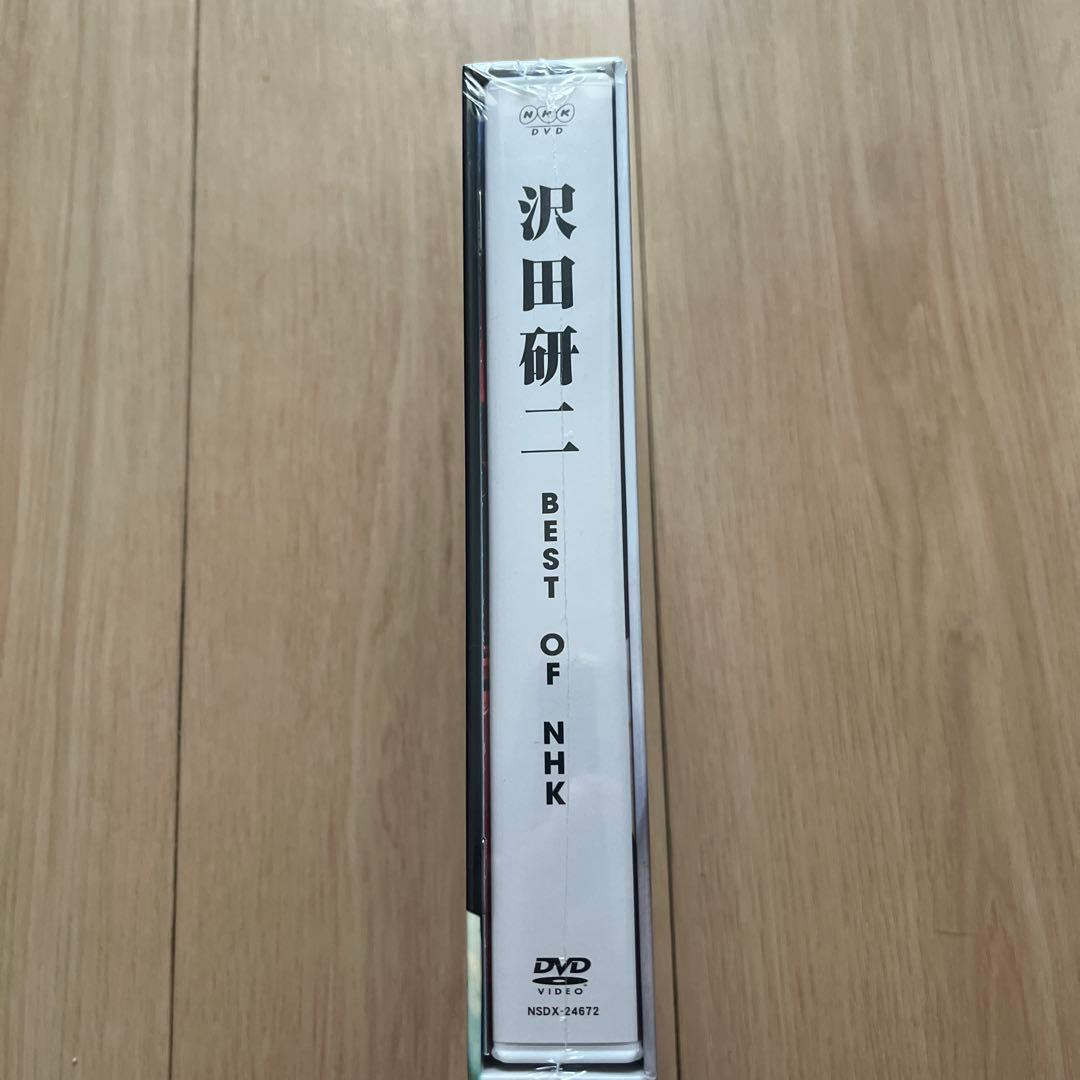 NHK
DVD
沢田研二
BEST OF NHK
DVD
VIDEO
NSDX-24672